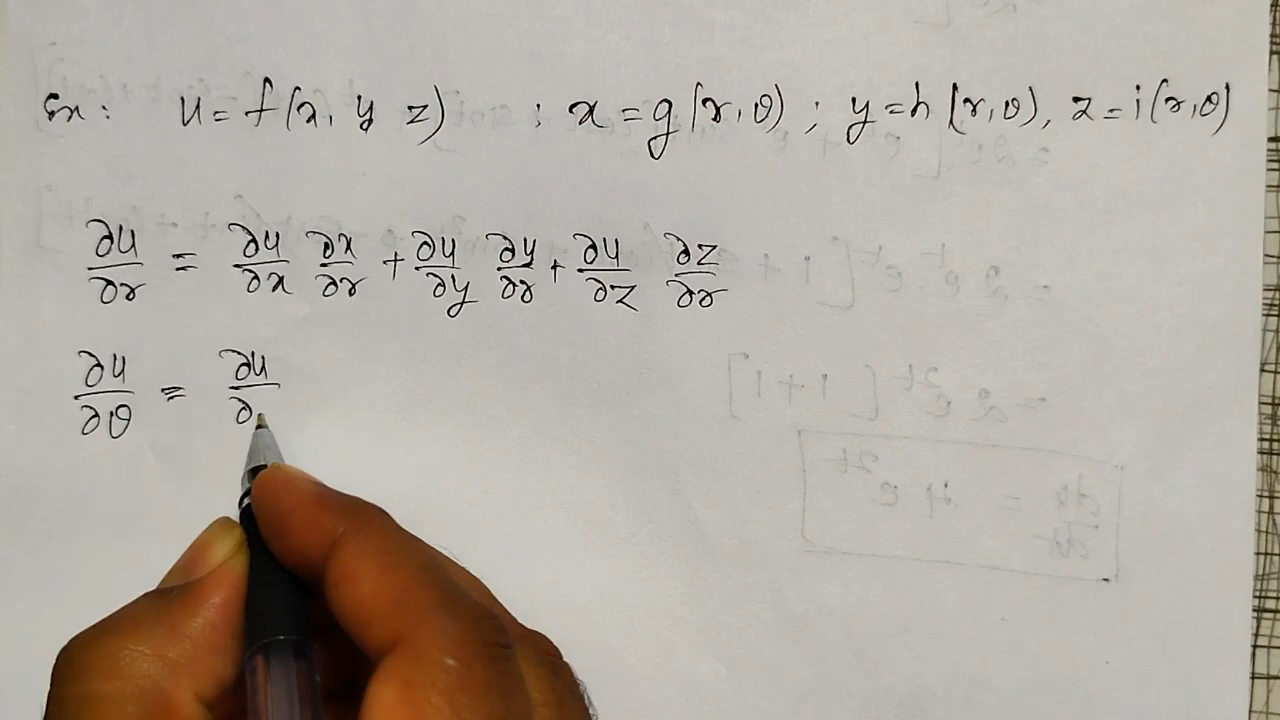 Ex: u = f(x, y z) ; x = g(r, θ) ; y = h(r, θ), z = i(r, θ)
∂u/∂r = ∂u/∂x ∂x/∂r + ∂u/∂y ∂y/∂r + ∂u/∂z ∂z/∂r
∂u/∂θ = ∂u/∂